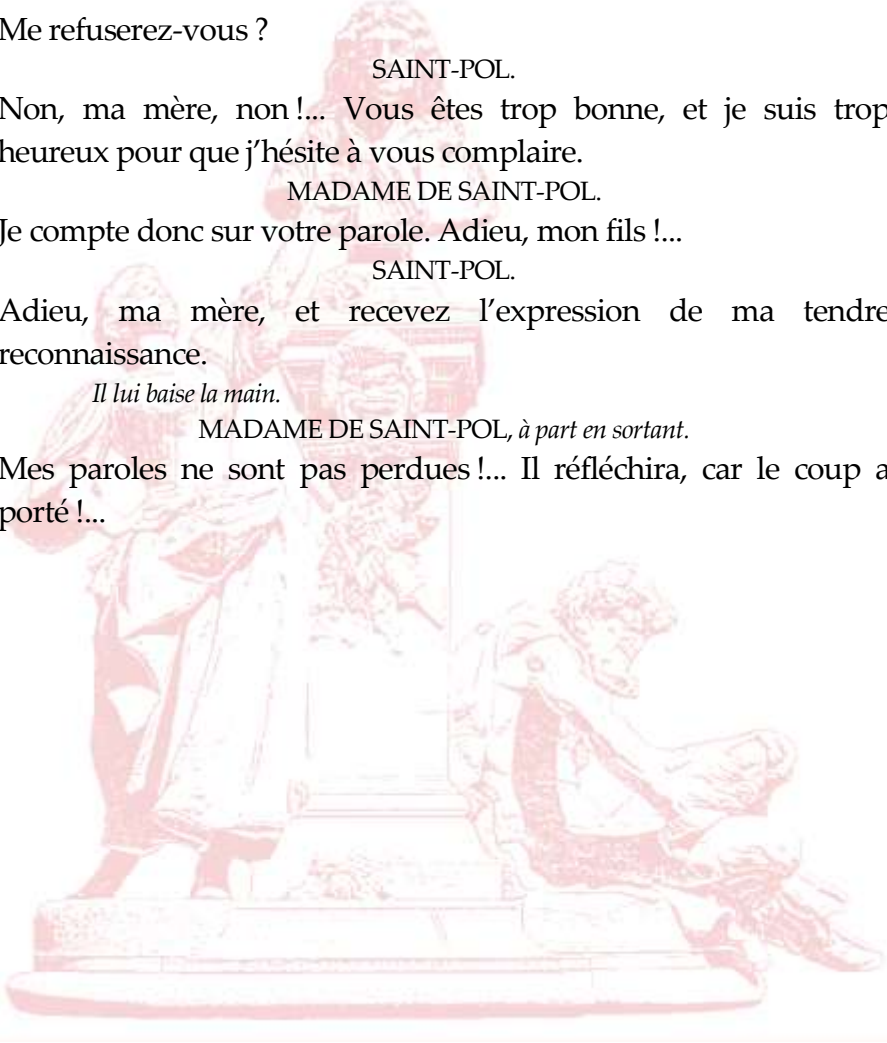 Me refuserez-vous ?
SAINT-POL.
Non, ma mère, non !... Vous êtes trop bonne, et je suis trop
heureux pour que j’hésite à vous complaire.
MADAME DE SAINT-POL.
Je compte donc sur votre parole. Adieu, mon fils !...
SAINT-POL.
Adieu, ma mère, et recevez l’expression de ma tendre
reconnaissance.
Il lui baise la main.
MADAME DE SAINT-POL, à part en sortant.
Mes paroles ne sont pas perdues !... Il réfléchira, car le coup a
porté !...